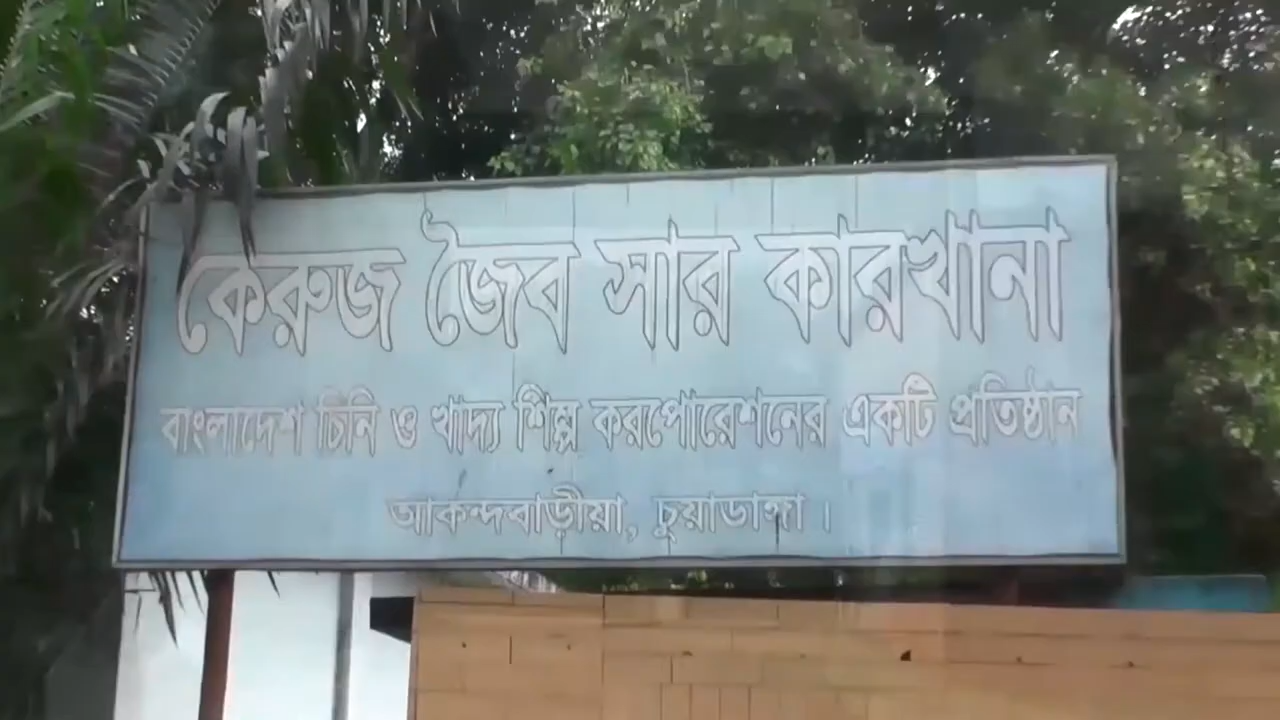 কেরুজ জৈব সার কারখানা
বাংলাদেশ চিনি ও খাদ্য শিল্প করপোরেশনের একটি প্রতিষ্ঠান
আকন্দবাড়ীয়া, চুয়াডাঙ্গা।